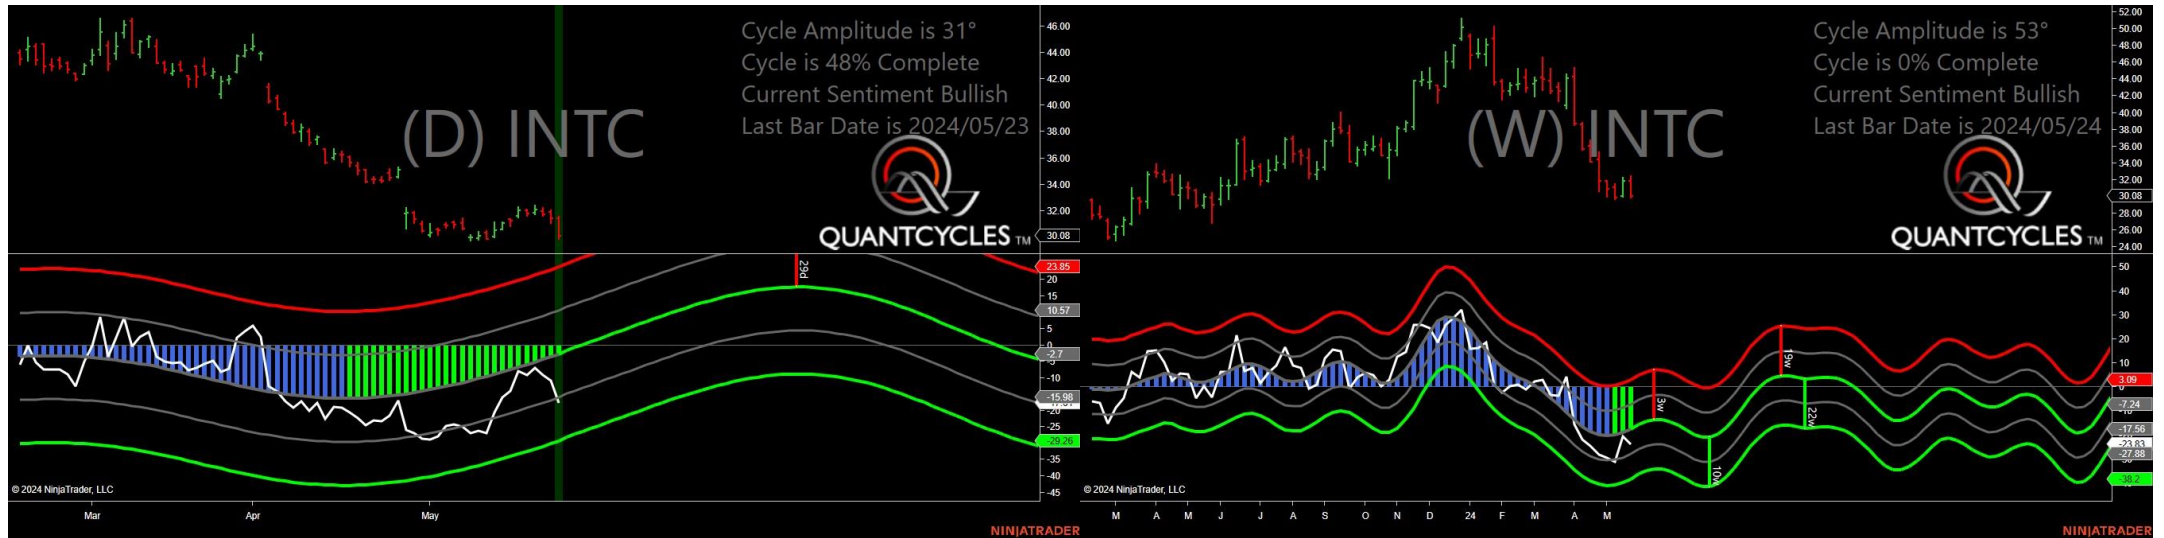 Cycle Amplitude is 31°
Cycle is 48% Complete
Current Sentiment Bullish
Last Bar Date is 2024/05/23
(D) INTC
QUANTCYCLES TM
46.00
44.00
42.00
40.00
38.00
36.00
34.00
32.00
30.08
29d
23.85
20
15
10.57
5
0
-2.7
-10
-15.98
-20
-25
-29.26
-35
-40
-45
© 2024 NinjaTrader, LLC
Mar
Apr
May
NINJATRADER
Cycle Amplitude is 53°
Cycle is 0% Complete
Current Sentiment Bullish
Last Bar Date is 2024/05/24
(W) INTC
QUANTCYCLES TM
52.00
50.00
48.00
46.00
44.00
42.00
40.00
38.00
36.00
34.00
32.00
30.08
28.00
26.00
24.00
3w
10w
19w
22w
50
40
30
20
10
3.09
-7.24
-17.56
-23.83
-27.88
-38.2
© 2024 NinjaTrader, LLC
M A M J J A S O N D 24 F M A M
NINJATRADER